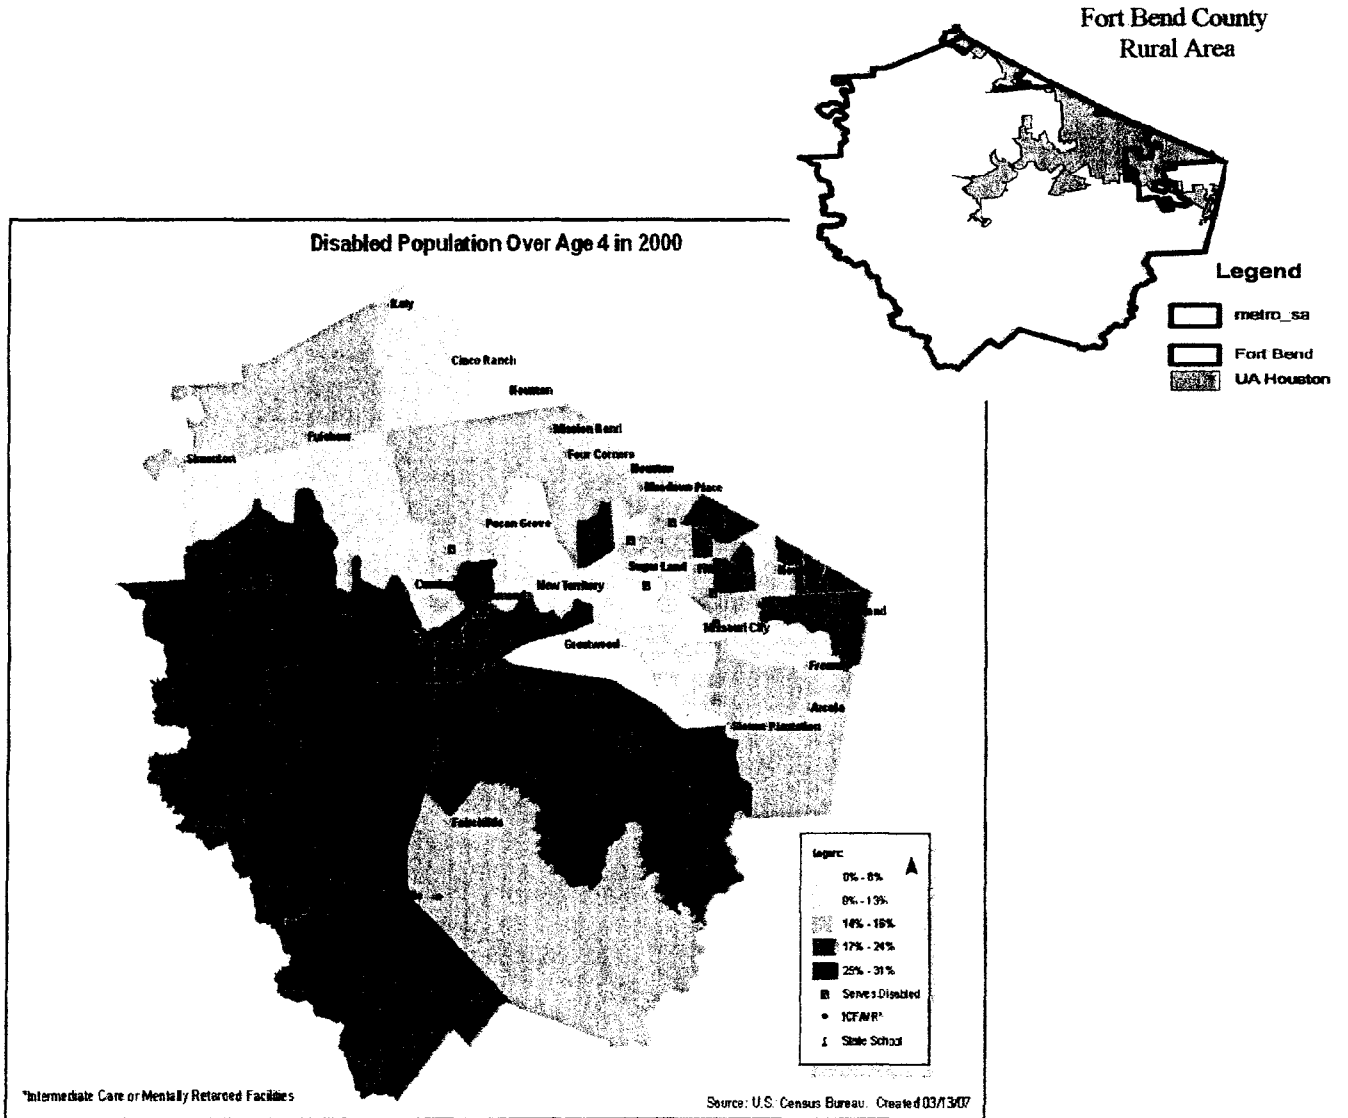 Fort Bend County
Rural Area
Legend
metro_sa
Fort Bend
UA Houston
Disabled Population Over Age 4 in 2000
Katy
Cinco Ranch
Houston
Mission Bend
Fulshear
Four Corners
Simonton
Houston
Meadows Place
Pecan Grove
Sugar Land
New Territory
Missouri City
Greatwood
Fresno
Arcola
Sienna Plantation
Fairchilds
0% - 8%
9% - 13%
14% - 16%
17% - 24%
25% - 31%
Serves Disabled
ICF/MR*
State School
*Intermediate Care or Mentally Retarced Facilities
Source: U.S. Census Bureau. Created 03/13/07